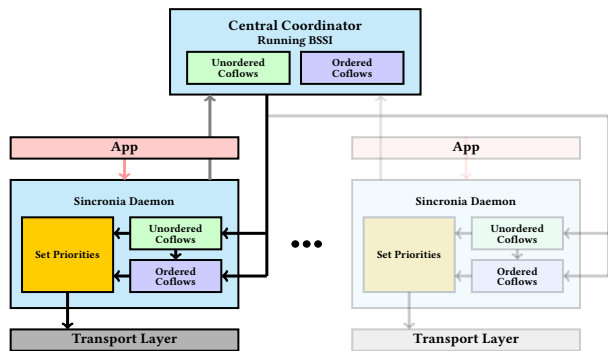 Central Coordinator
Running BSSI
Unordered
Coflows
Ordered
Coflows
App
Sincronia Daemon
Set Priorities
Unordered
Coflows
Ordered
Coflows
Transport Layer
App
Sincronia Daemon
Set Priorities
Unordered
Coflows
Ordered
Coflows
Transport Layer